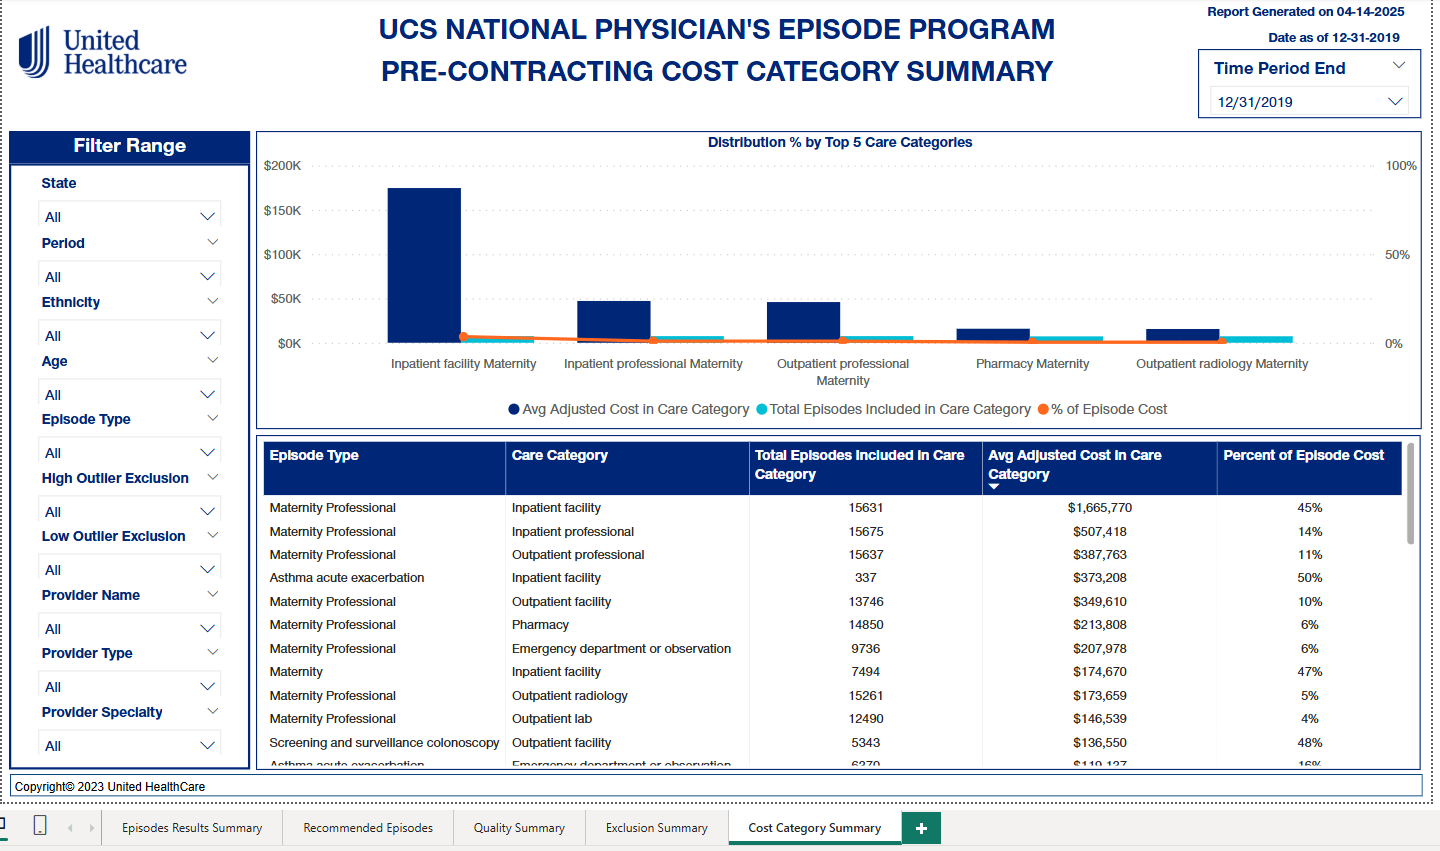 Report Generated on 04-14-2025
Date as of 12-31-2019
United
Healthcare
UCS NATIONAL PHYSICIAN'S EPISODE PROGRAM
PRE-CONTRACTING COST CATEGORY SUMMARY
Time Period End
12/31/2019
Filter Range
State
All
Period
All
Ethnicity
All
Age
All
Episode Type
All
High Outlier Exclusion
All
Low Outlier Exclusion
All
Provider Name
All
Provider Type
All
Provider Specialty
All
Distribution % by Top 5 Care Categories
$200K
$150K
$100K
$50K
$0K
100%
50%
0%
Inpatient facility Maternity
Inpatient professional Maternity
Outpatient professional
Maternity
Pharmacy Maternity
Outpatient radiology Maternity
Avg Adjusted Cost in Care Category Total Episodes Included in Care Category % of Episode Cost
Episode Type Care Category Total Episodes Included in Care Category Avg Adjusted Cost in Care Category Percent of Episode Cost
Maternity Professional Inpatient facility 15631 $1,665,770 45%
Maternity Professional Inpatient professional 15675 $507,418 14%
Maternity Professional Outpatient professional 15637 $387,763 11%
Asthma acute exacerbation Inpatient facility 337 $373,208 50%
Maternity Professional Outpatient facility 13746 $349,610 10%
Maternity Professional Pharmacy 14850 $213,808 6%
Maternity Professional Emergency department or observation 9736 $207,978 6%
Maternity Inpatient facility 7494 $174,670 47%
Maternity Professional Outpatient radiology 15261 $173,659 5%
Maternity Professional Outpatient lab 12490 $146,539 4%
Screening and surveillance colonoscopy Outpatient facility 5343 $136,550 48%
Asthma acute exacerbation Emergency department or observation 6270 $119,137 16%
Copyright© 2023 United HealthCare
Episodes Results Summary
Recommended Episodes
Quality Summary
Exclusion Summary
Cost Category Summary
+